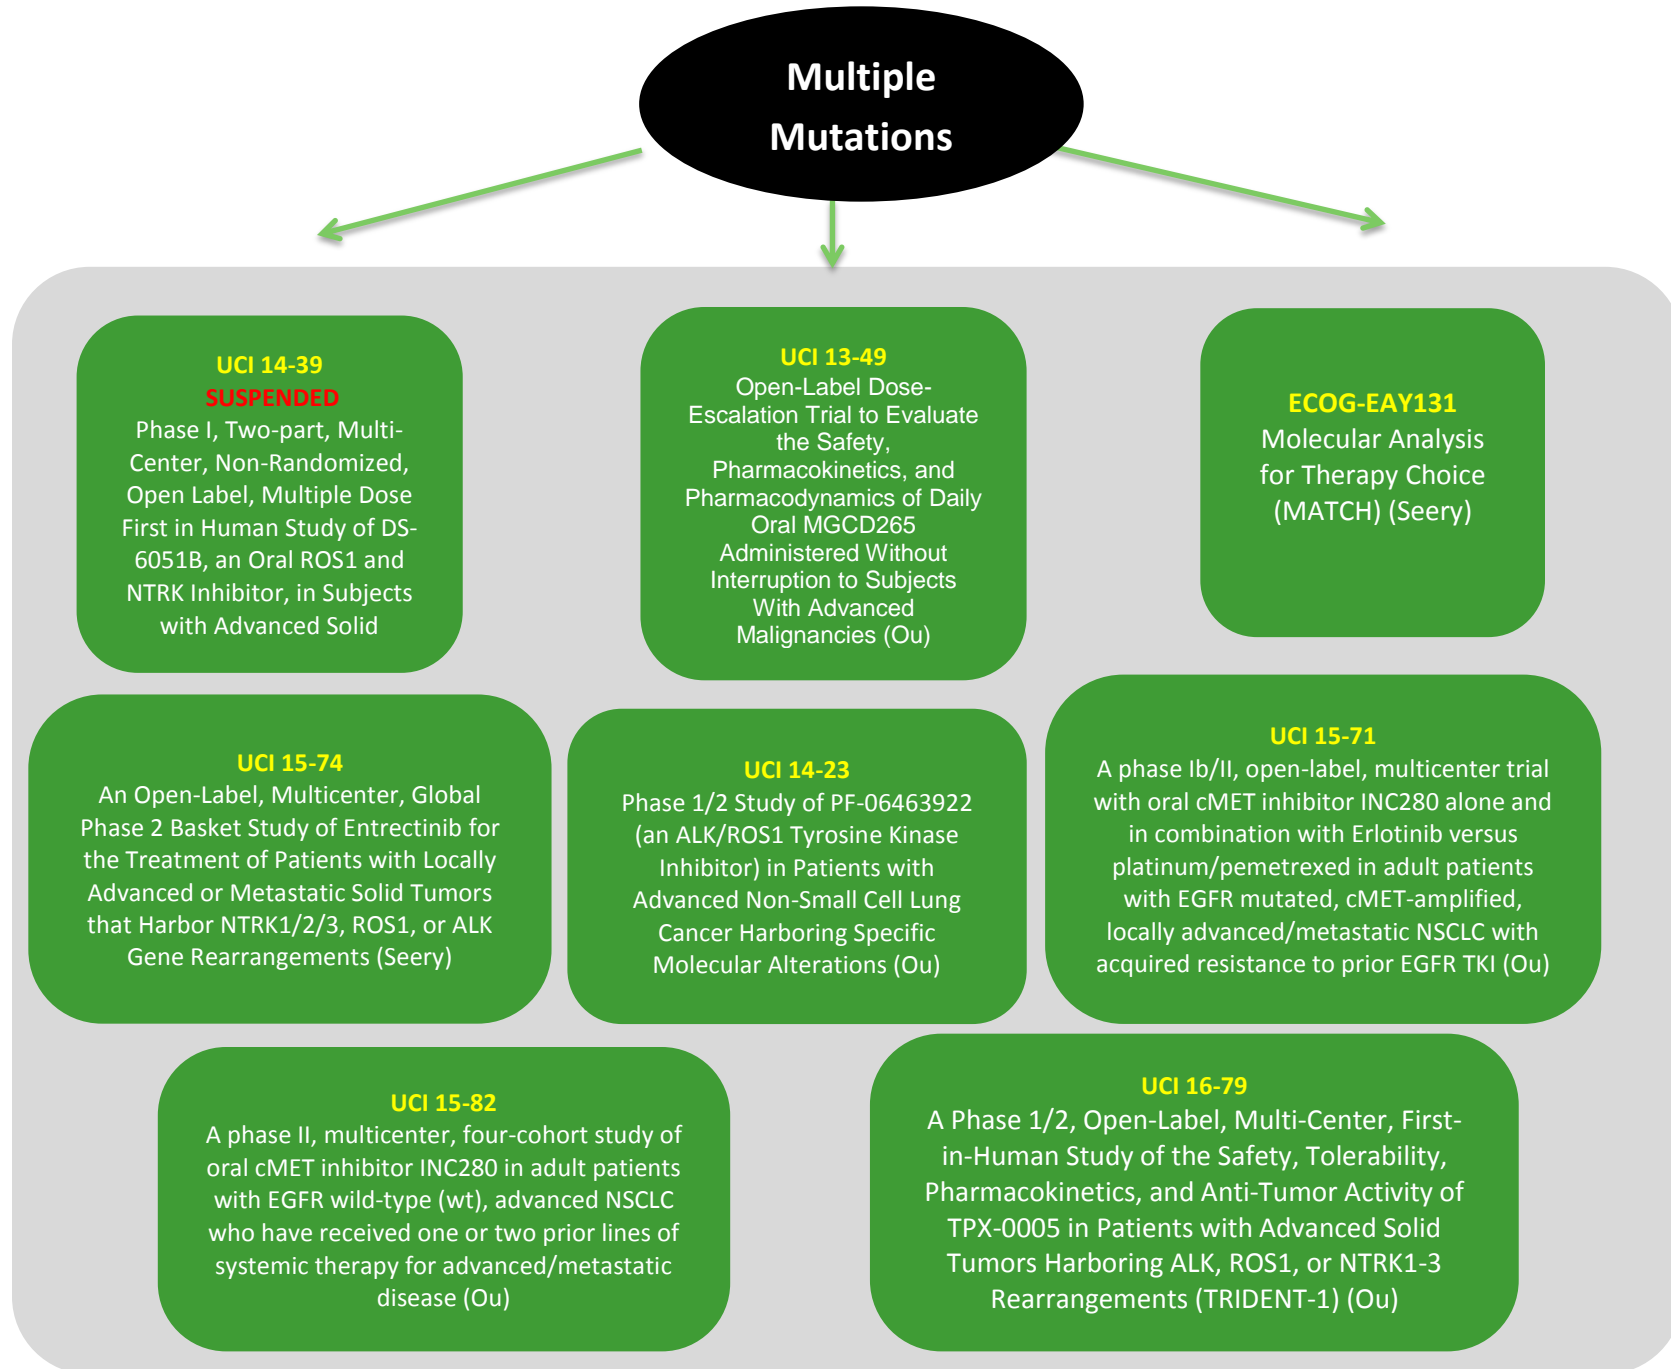 Multiple
Mutations
UCI 14-39
SUSPENDED
Phase I, Two-part, Multi-
Center, Non-Randomized,
Open Label, Multiple Dose
First in Human Study of DS-
6051B, an Oral ROS1 and
NTRK Inhibitor, in Subjects
with Advanced Solid
UCI 13-49
Open-Label Dose-
Escalation Trial to Evaluate
the Safety,
Pharmacokinetics, and
Pharmacodynamics of Daily
Oral MGCD265
Administered Without
Interruption to Subjects
With Advanced
Malignancies (Ou)
ECOG-EAY131
Molecular Analysis
for Therapy Choice
(MATCH) (Seery)
UCI 15-74
An Open-Label, Multicenter, Global
Phase 2 Basket Study of Entrectinib for
the Treatment of Patients with Locally
Advanced or Metastatic Solid Tumors
that Harbor NTRK1/2/3, ROS1, or ALK
Gene Rearrangements (Seery)
UCI 14-23
Phase 1/2 Study of PF-06463922
(an ALK/ROS1 Tyrosine Kinase
Inhibitor) in Patients with
Advanced Non-Small Cell Lung
Cancer Harboring Specific
Molecular Alterations (Ou)
UCI 15-71
A phase Ib/II, open-label, multicenter trial
with oral cMET inhibitor INC280 alone and
in combination with Erlotinib versus
platinum/pemetrexed in adult patients
with EGFR mutated, cMET-amplified,
locally advanced/metastatic NSCLC with
acquired resistance to prior EGFR TKI (Ou)
UCI 15-82
A phase II, multicenter, four-cohort study of
oral cMET inhibitor INC280 in adult patients
with EGFR wild-type (wt), advanced NSCLC
who have received one or two prior lines of
systemic therapy for advanced/metastatic
disease (Ou)
UCI 16-79
A Phase 1/2, Open-Label, Multi-Center, First-
in-Human Study of the Safety, Tolerability,
Pharmacokinetics, and Anti-Tumor Activity of
TPX-0005 in Patients with Advanced Solid
Tumors Harboring ALK, ROS1, or NTRK1-3
Rearrangements (TRIDENT-1) (Ou)